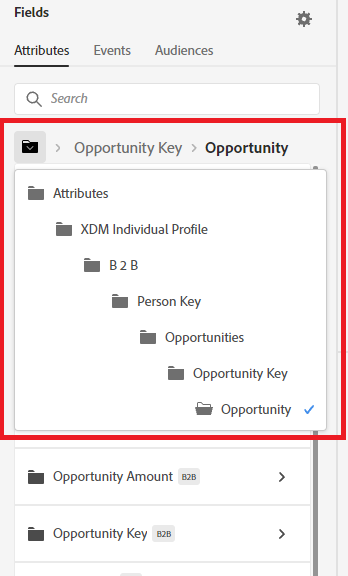 Fields
Attributes Events Audiences
Search
Opportunity Key > Opportunity
Attributes
XDM Individual Profile
B 2 B
Person Key
Opportunities
Opportunity Key
Opportunity
Opportunity Amount B2B
Opportunity Key B2B